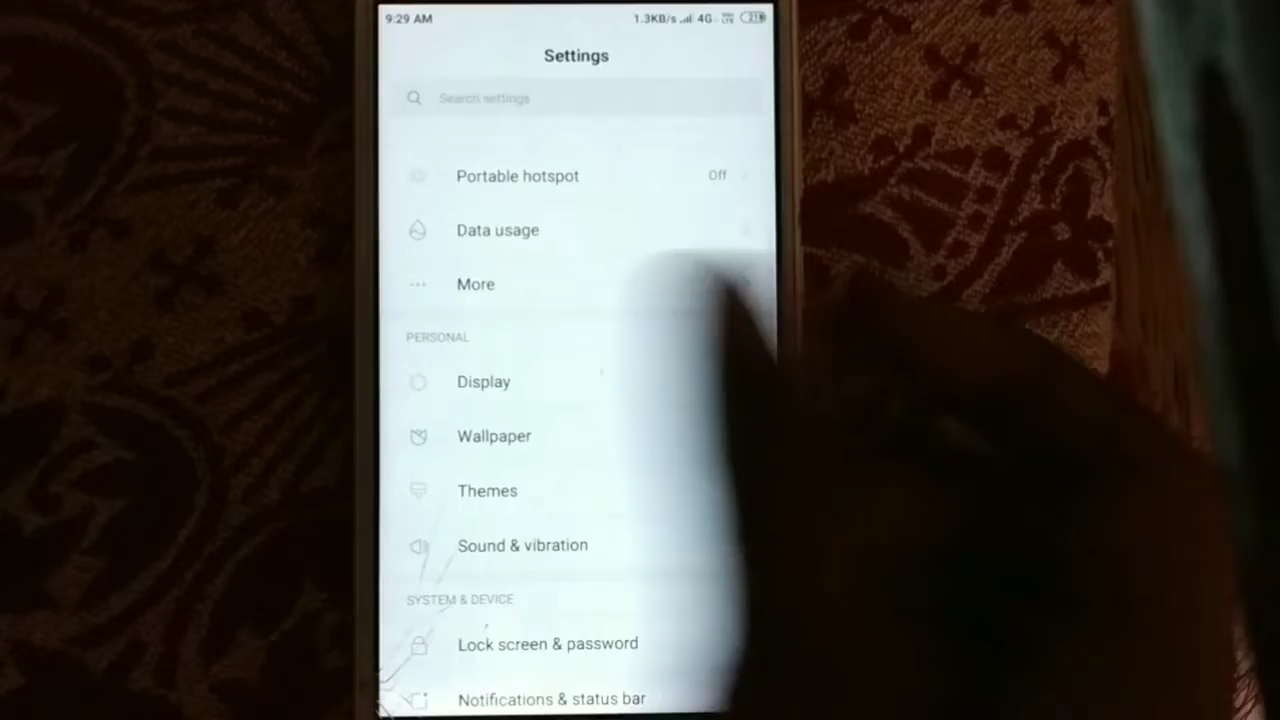 9:29 AM 1.3KB/s 4G
Settings
Search settings
Portable hotspot Off
Data usage
More
PERSONAL
Display
Wallpaper
Themes
Sound & vibration
SYSTEM & DEVICE
Lock screen & password
Notifications & status bar